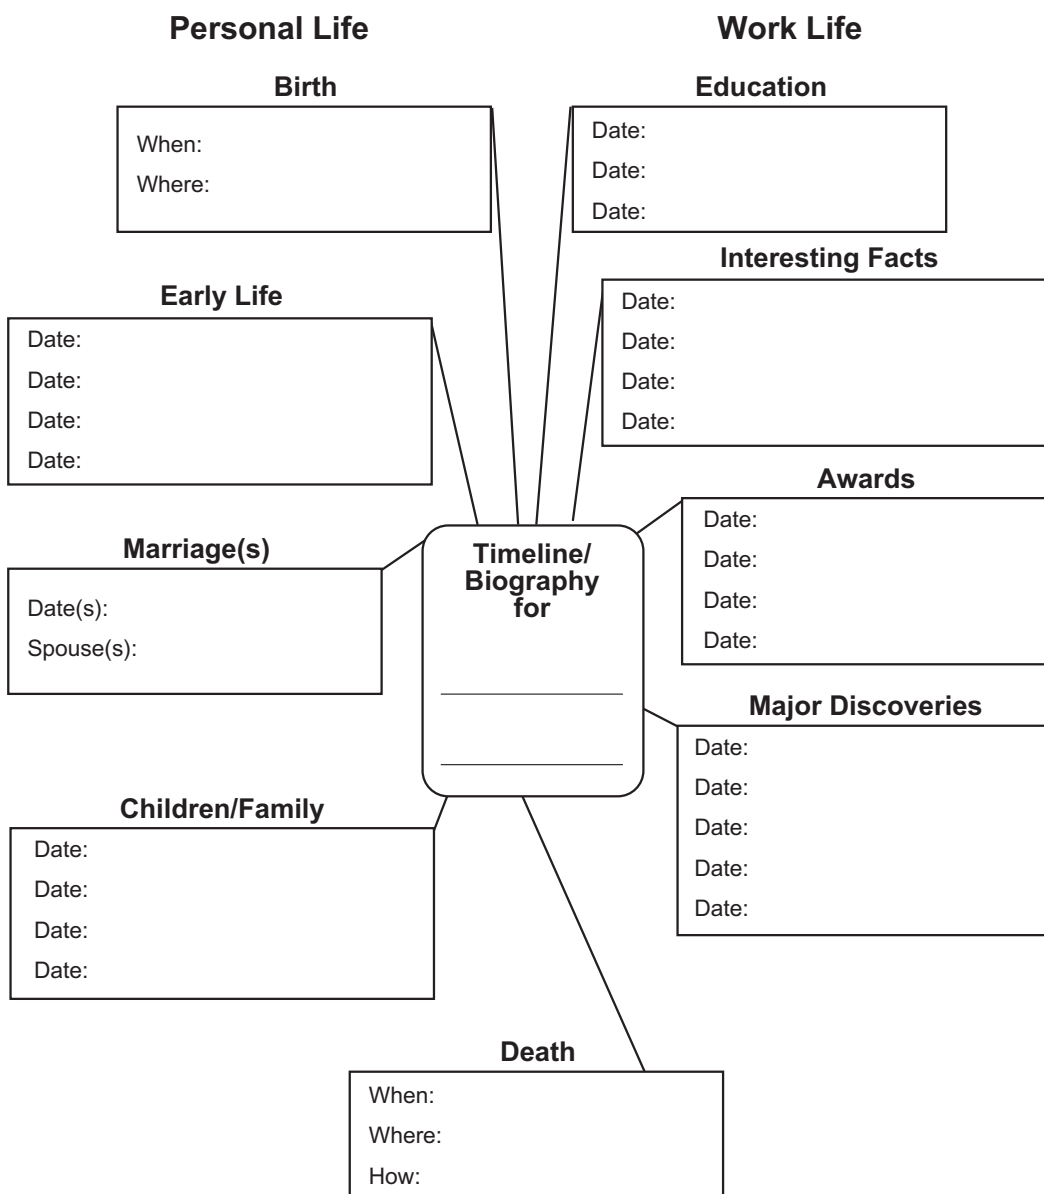 Personal Life
Work Life
Birth
When:
Where:
Education
Date:
Date:
Date:
Early Life
Date:
Date:
Date:
Date:
Interesting Facts
Date:
Date:
Date:
Date:
Marriage(s)
Date(s):
Spouse(s):
Timeline/
Biography
for
Awards
Date:
Date:
Date:
Date:
Children/Family
Date:
Date:
Date:
Date:
Major Discoveries
Date:
Date:
Date:
Date:
Date:
Death
When:
Where:
How: